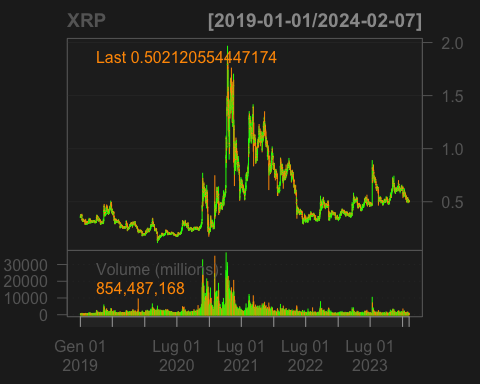 XRP [2019-01-01/2024-02-07]
Last 0.502120554447174
2.0
1.5
1.0
0.5
Volume (millions):
854,487,168
30000
20000
10000
0
Gen 01 Lug 01 Lug 01 Lug 01 Lug 01
2019 2020 2021 2022 2023